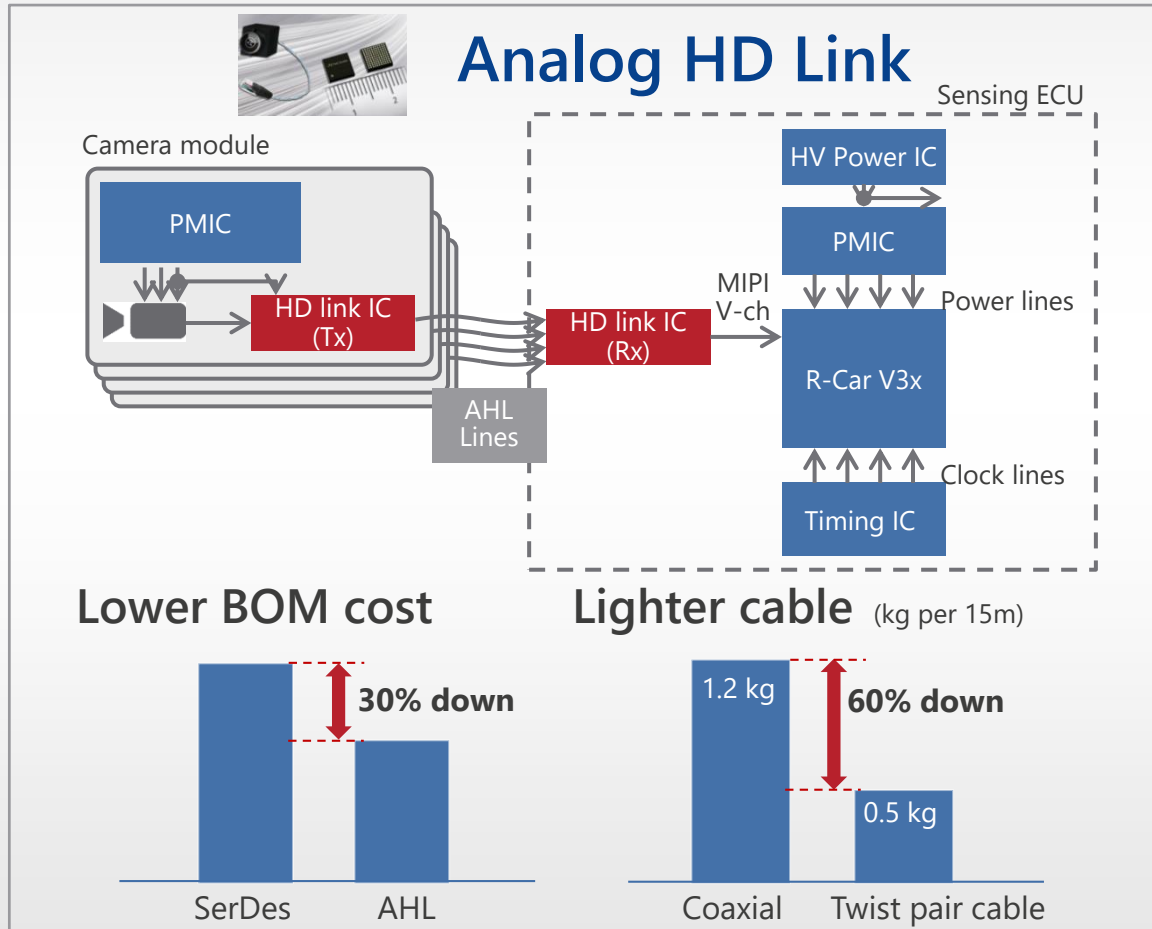 Analog HD Link
Sensing ECU
Camera module
HV Power IC
PMIC
PMIC
MIPI
V-ch
Power lines
HD link IC
(Tx)
HD link IC
(Rx)
R-Car V3x
AHL
Lines
Clock lines
Timing IC
Lower BOM cost
Lighter cable (kg per 15m)
30% down
1.2 kg
60% down
0.5 kg
SerDes
AHL
Coaxial
Twist pair cable